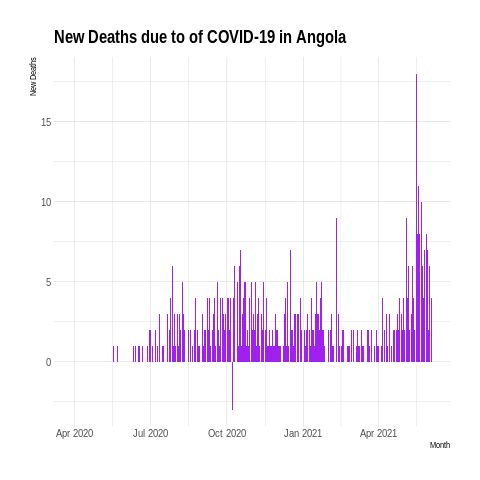 New Deaths due to of COVID-19 in Angola
New Deaths
15
10
5
0
Apr 2020 Jul 2020 Oct 2020 Jan 2021 Apr 2021
Month